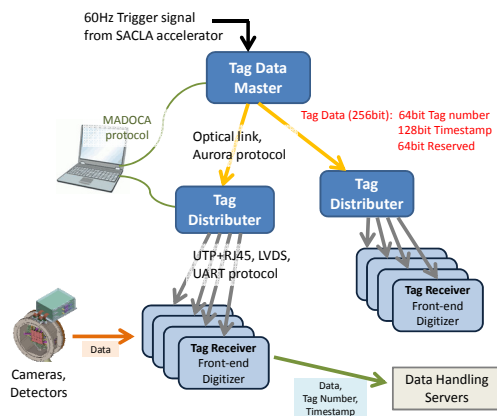 60Hz Trigger signal
from SACLA accelerator
Tag Data
Master
MADOCA
protocol
Optical link,
Aurora protocol
Tag Data (256bit): 64bit Tag number
128bit Timestamp
64bit Reserved
Tag
Distributer
Tag
Distributer
UTP+RJ45, LVDS,
UART protocol
Tag Receiver
Front-end
Digitizer
Tag Receiver
Front-end
Digitizer
Data
Cameras,
Detectors
Data,
Tag Number,
Timestamp
Data Handling
Servers